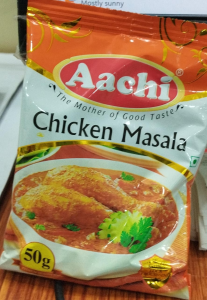 Mostly sunny
Aachi
"The Mother of Good Taste"
Chicken Masala
50g